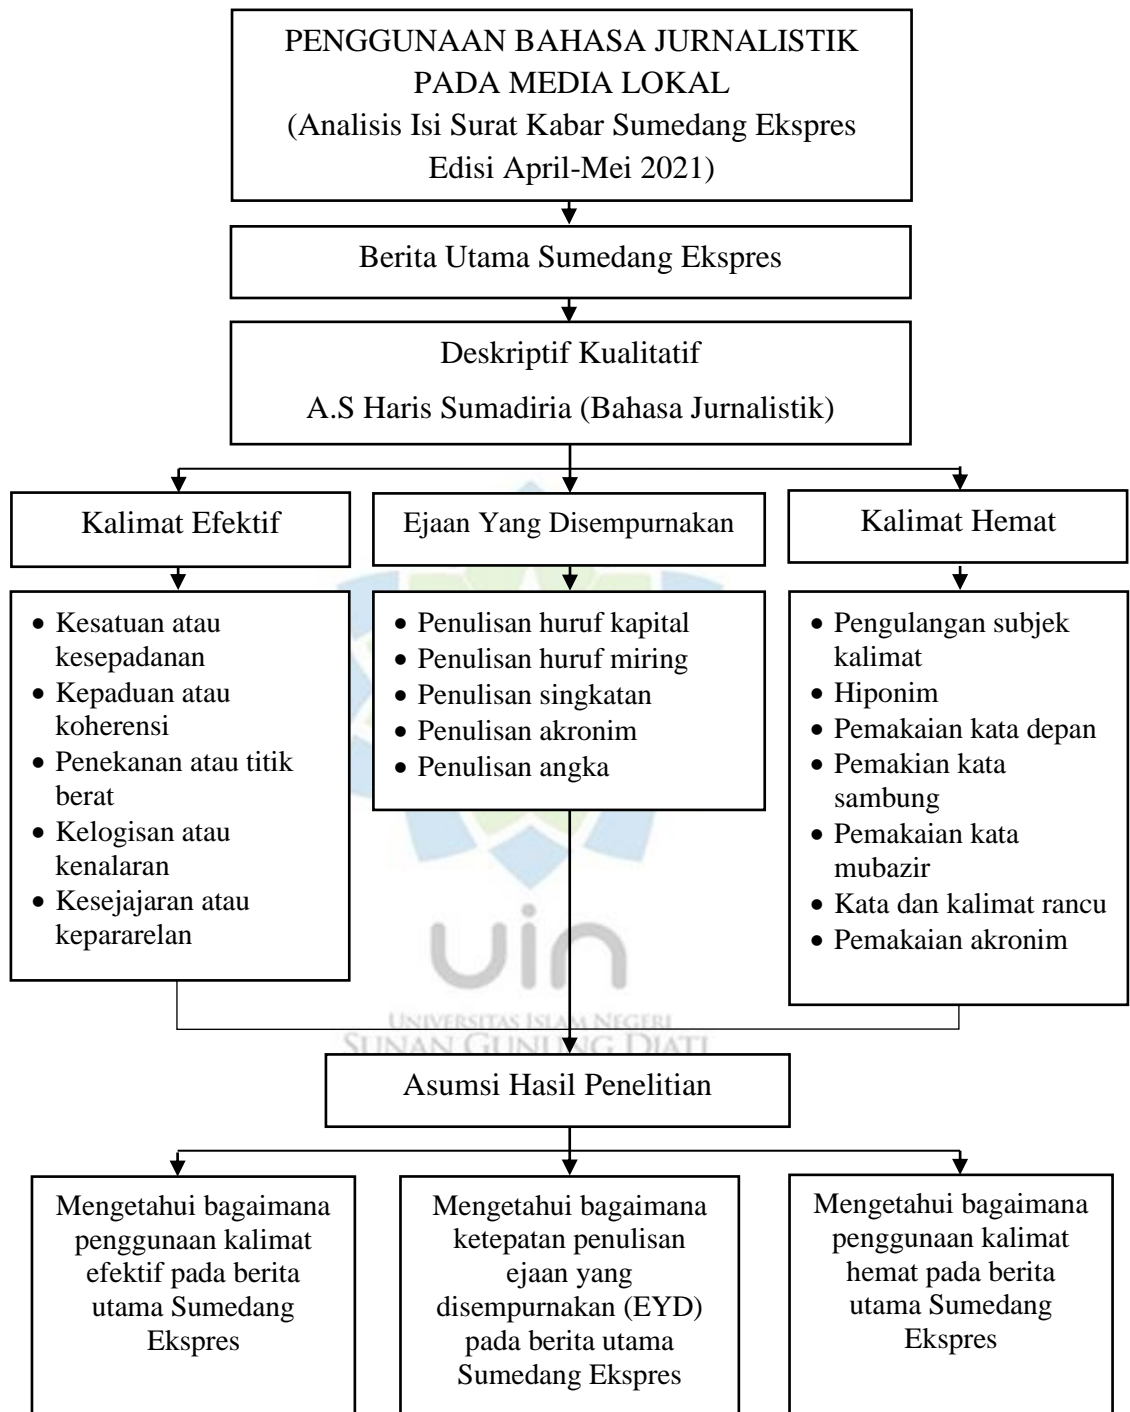 PENGGUNAAN BAHASA JURNALISTIK
PADA MEDIA LOKAL
(Analisis Isi Surat Kabar Sumedang Ekspres
Edisi April-Mei 2021)
Berita Utama Sumedang Ekspres
Deskriptif Kualitatif
A.S Haris Sumadiria (Bahasa Jurnalistik)
Kalimat Efektif
Ejaan Yang Disempurnakan
Kalimat Hemat
• Kesatuan atau
kesepadanan
• Kepaduan atau
koherensi
• Penekanan atau titik
berat
• Kelogisan atau
kenalaran
• Kesejajaran atau
kepararelan
• Penulisan huruf kapital
• Penulisan huruf miring
• Penulisan singkatan
• Penulisan akronim
• Penulisan angka
• Pengulangan subjek
kalimat
• Hiponim
• Pemakaian kata depan
• Pemakian kata
sambung
• Pemakaian kata
mubazir
• Kata dan kalimat rancu
• Pemakaian akronim
uin
UNIVERSITAS ISLAM NEGERI
SUNAN GUNUNG DJATI
Asumsi Hasil Penelitian
Mengetahui bagaimana
penggunaan kalimat
efektif pada berita
utama Sumedang
Ekspres
Mengetahui bagaimana
ketepatan penulisan
ejaan yang
disempurnakan (EYD)
pada berita utama
Sumedang Ekspres
Mengetahui bagaimana
penggunaan kalimat
hemat pada berita
utama Sumedang
Ekspres